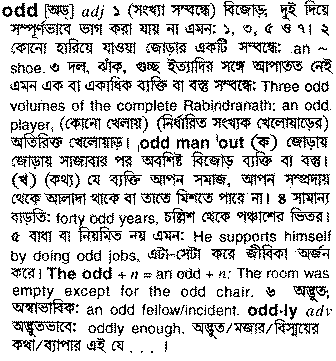 odd [অড্] adj ১ (সংখ্যা সম্বন্ধে) বিজোড়, দুই দিয়ে
সম্পূর্ণভাবে ভাগ করা যায় না এমন: ১, ৩, ৫ ও ৭। ২
কোনো হারিয়ে যাওয়া জোড়ার একটি সম্বন্ধে: an ~
shoe. ৩ দল, ঝাঁক, গুচ্ছ ইত্যাদির সঙ্গে আপাতত নেই
এমন এক বা একাধিক ব্যক্তি বা বস্তু সম্বন্ধে: Three odd
volumes of the complete Rabindranath; an odd
player, (কোনো খেলায়) (নির্ধারিত সংখ্যক খেলোয়াড়ের)
অতিরিক্ত খেলোয়াড়। ˌodd man ˈout (ক) জোড়ায়
জোড়ায় সাজাবার পর অবশিষ্ট বিজোড় ব্যক্তি বা বস্তু।
(খ) (কথ্য) যে ব্যক্তি আপন সমাজ, আপন সম্প্রদায়
থেকে আলাদা থাকে বা তাতে মিশতে পারে না। ৪ সামান্য
বাড়তি: forty odd years, চল্লিশ থেকে পঞ্চাশের ভিতর।
৫ বাধা বা নিয়মিত নয় এমন: He supports himself
by doing odd jobs, এটা-সেটা করে জীবিকা অর্জন
করে। The odd + n = an odd + n: The room was
empty except for the odd chair. ৬ অদ্ভুত;
অস্বাভাবিক: an odd fellow/incident. odd·ly adv
অদ্ভুতভাবে: oddly enough, অদ্ভুত/মজার/বিস্ময়ের
কথা/ব্যাপার এই যে . . . ।